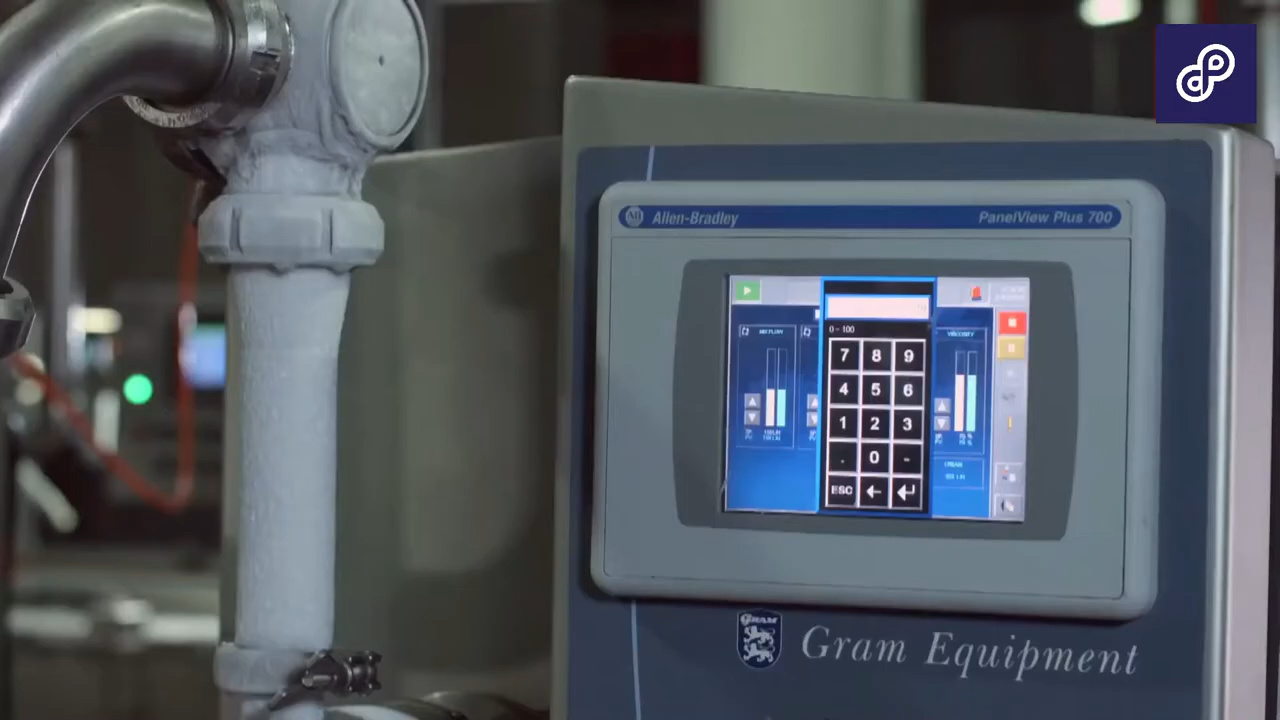 Allen-Bradley
PanelView Plus 700
VISCOSITY
0 - 100
7 8 9
4 5 6
1 2 3
. 0 -
ESC
GRAM
Gram Equipment